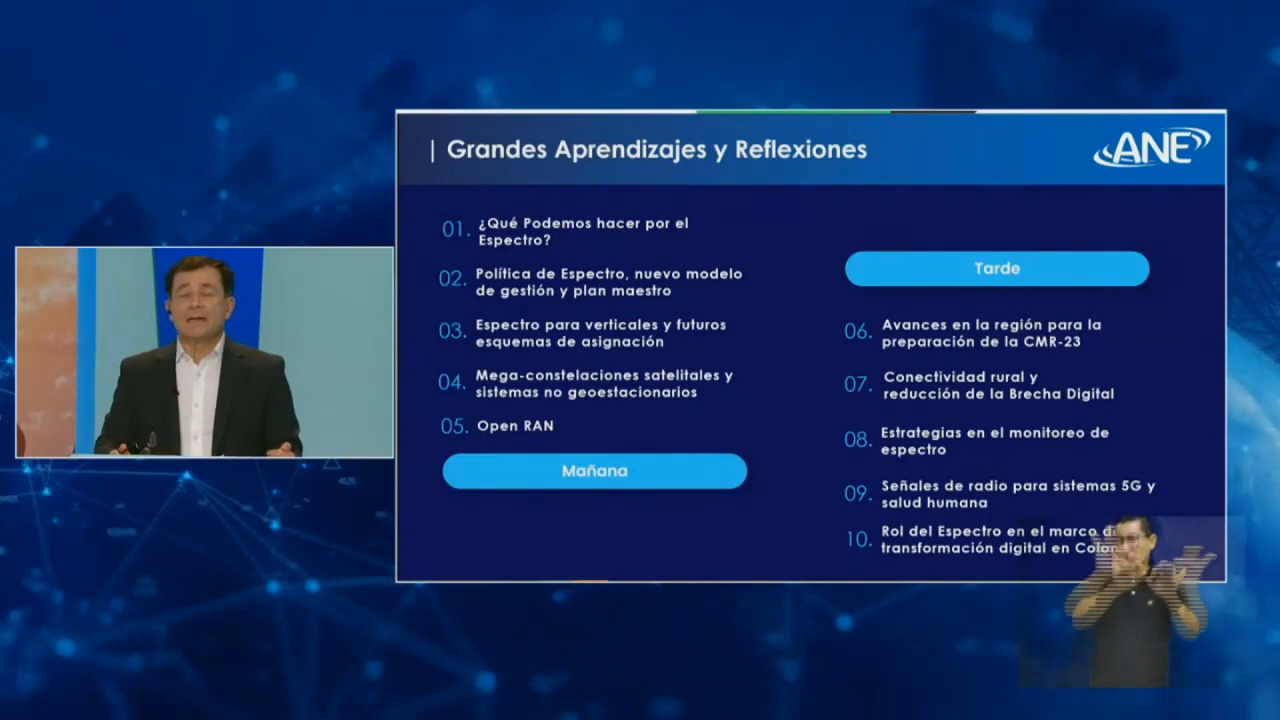 | Grandes Aprendizajes y Reflexiones
ANE
01. ¿Qué Podemos hacer por el
Espectro?
02. Política de Espectro, nuevo modelo
de gestión y plan maestro
03. Espectro para verticales y futuros
esquemas de asignación
04. Mega-constelaciones satelitales y
sistemas no geoestacionarios
05. Open RAN
Mañana
Tarde
06. Avances en la región para la
preparación de la CMR-23
07. Conectividad rural y
reducción de la Brecha Digital
08. Estrategias en el monitoreo de
espectro
09. Señales de radio para sistemas 5G y
salud humana
10. Rol del Espectro en el marco
transformación digital en